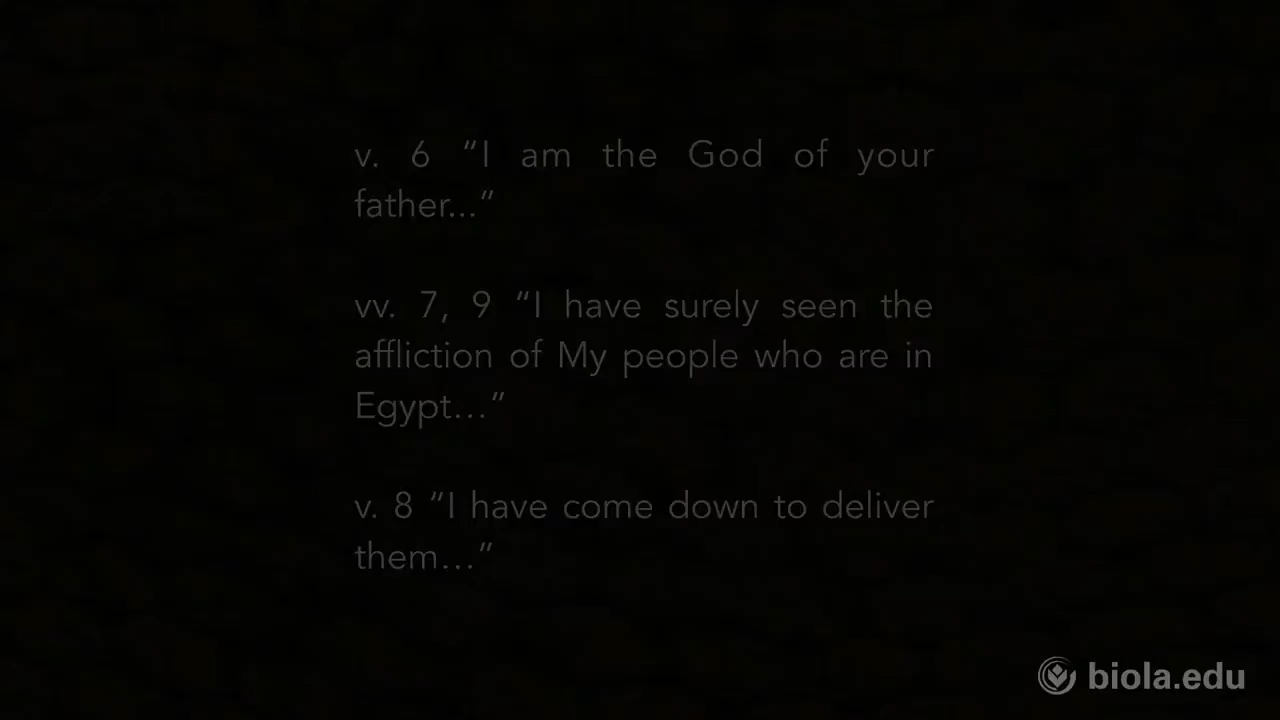 v. 6 “I am the God of your
father...”
vv. 7, 9 “I have surely seen the
affliction of My people who are in
Egypt…”
v. 8 “I have come down to deliver
them…”
biola.edu